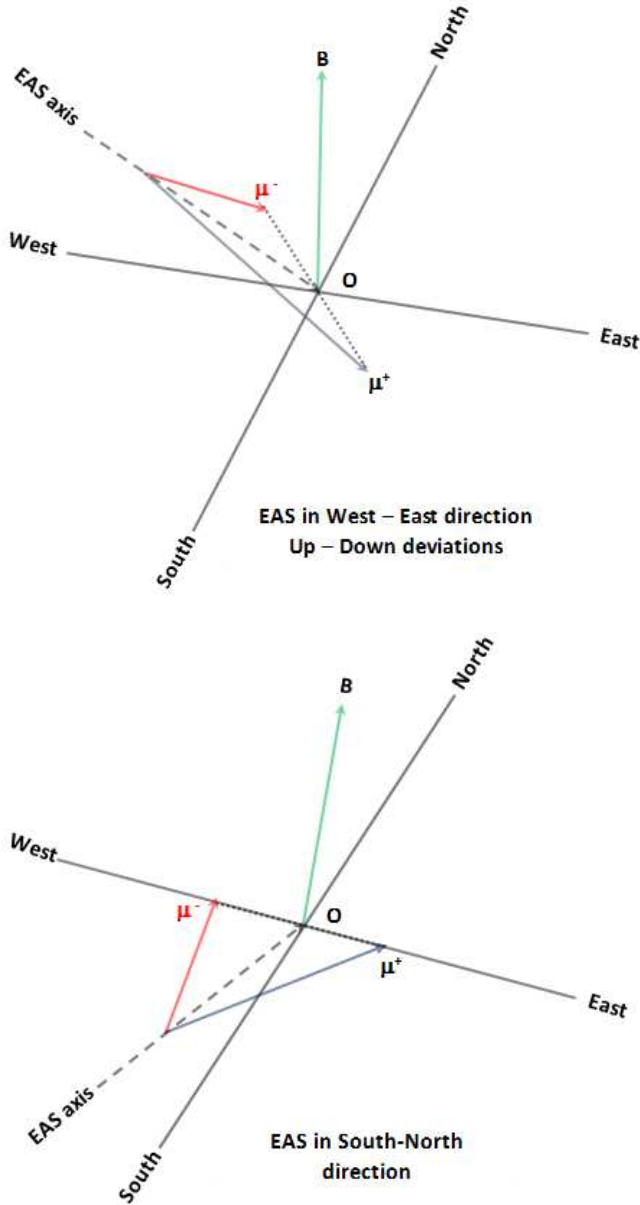 North
B
EAS axis
μ⁻
West
O
East
μ⁺
EAS in West – East direction
Up – Down deviations
South
North
B
West
μ⁻
O
μ⁺
East
EAS axis
EAS in South-North
direction
South